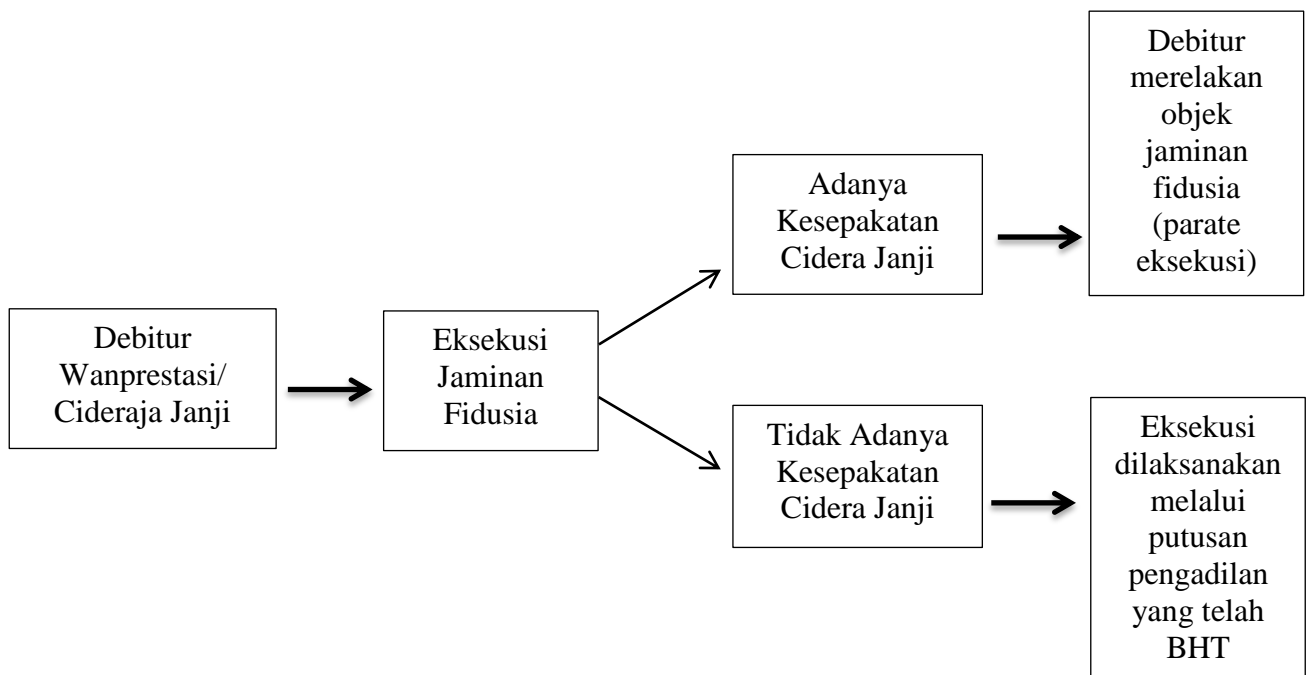 Debitur
Wanprestasi/
Cideraja Janji
Eksekusi
Jaminan
Fidusia
Adanya
Kesepakatan
Cidera Janji
Debitur
merelakan
objek
jaminan
fidusia
(parate
eksekusi)
Tidak Adanya
Kesepakatan
Cidera Janji
Eksekusi
dilaksanakan
melalui
putusan
pengadilan
yang telah
BHT